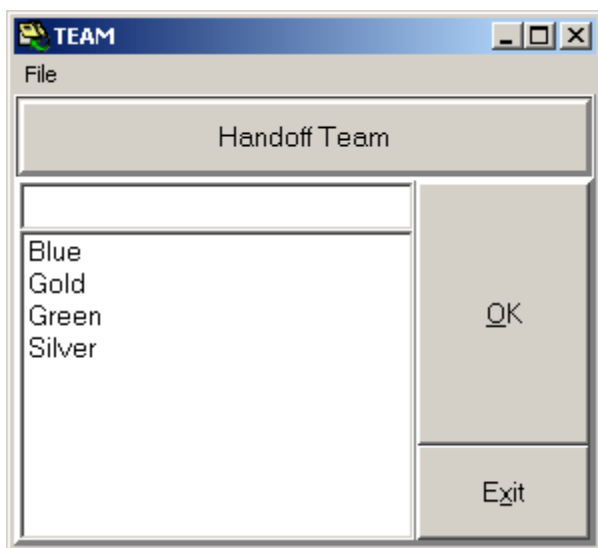 TEAM
File
Handoff Team
Blue
Gold
Green
Silver
OK
Exit